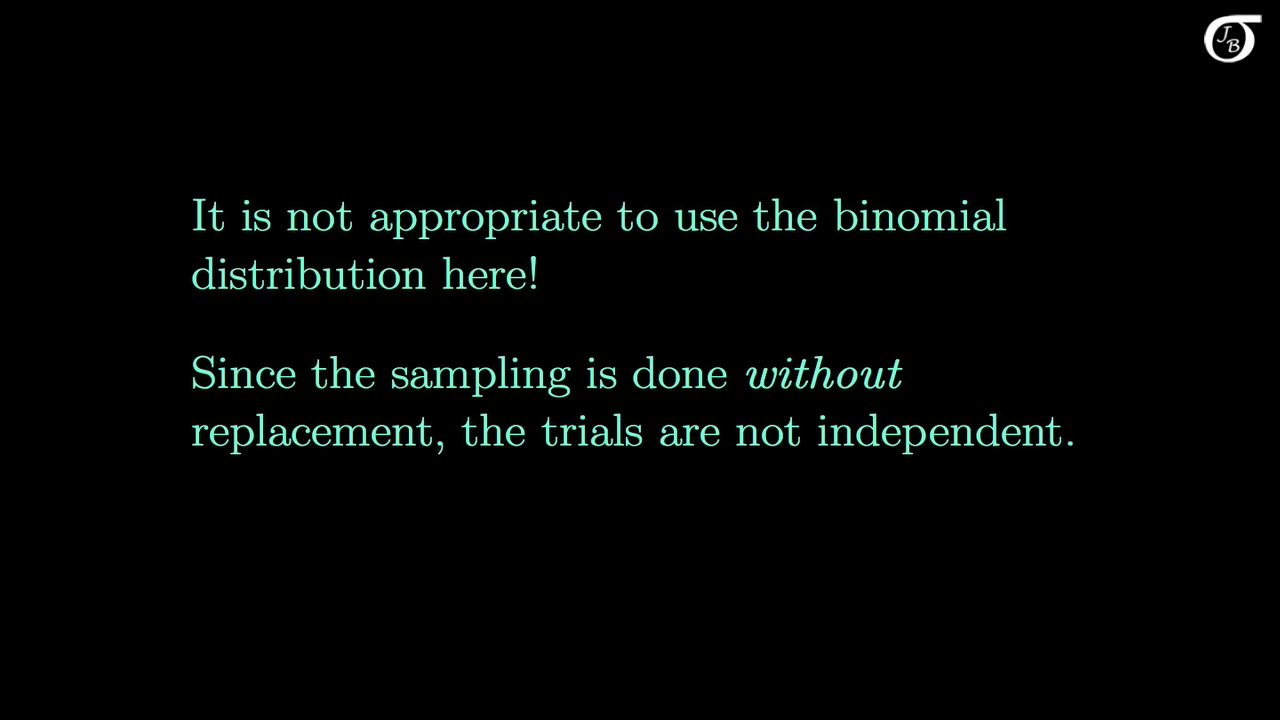 J
B
It is not appropriate to use the binomial
distribution here!
Since the sampling is done without
replacement, the trials are not independent.